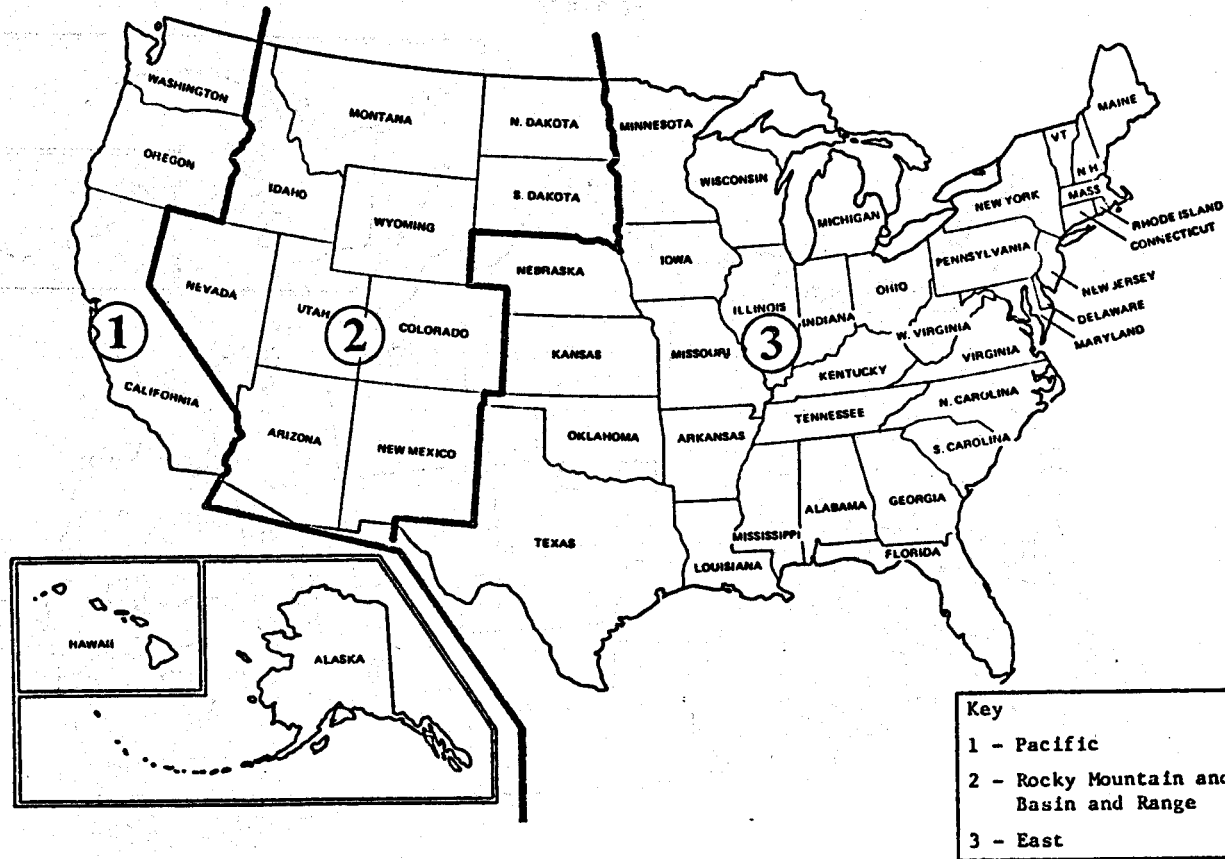 WASHINGTON
OREGON
CALIFORNIA
NEVADA
IDAHO
MONTANA
WYOMING
UTAH
COLORADO
ARIZONA
NEW MEXICO
N. DAKOTA
S. DAKOTA
NEBRASKA
KANSAS
OKLAHOMA
TEXAS
MINNESOTA
IOWA
MISSOURI
ARKANSAS
LOUISIANA
WISCONSIN
ILLINOIS
MICHIGAN
INDIANA
OHIO
KENTUCKY
TENNESSEE
MISSISSIPPI
ALABAMA
GEORGIA
FLORIDA
S. CAROLINA
N. CAROLINA
VIRGINIA
W. VIRGINIA
PENNSYLVANIA
NEW YORK
VT
N H
MAINE
MASS
RHODE ISLAND
CONNECTICUT
NEW JERSEY
DELAWARE
MARYLAND
1
2
3
HAWAII
ALASKA
Key
1 - Pacific
2 - Rocky Mountain and
Basin and Range
3 - East